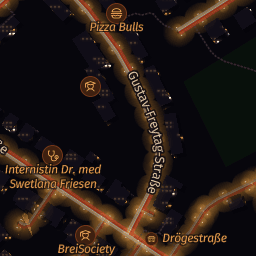 Pizza Bulls
Gustav-Freytag-Straße
Internistin Dr. med
Swetlana Friesen
Drögestraße
BreiSociety